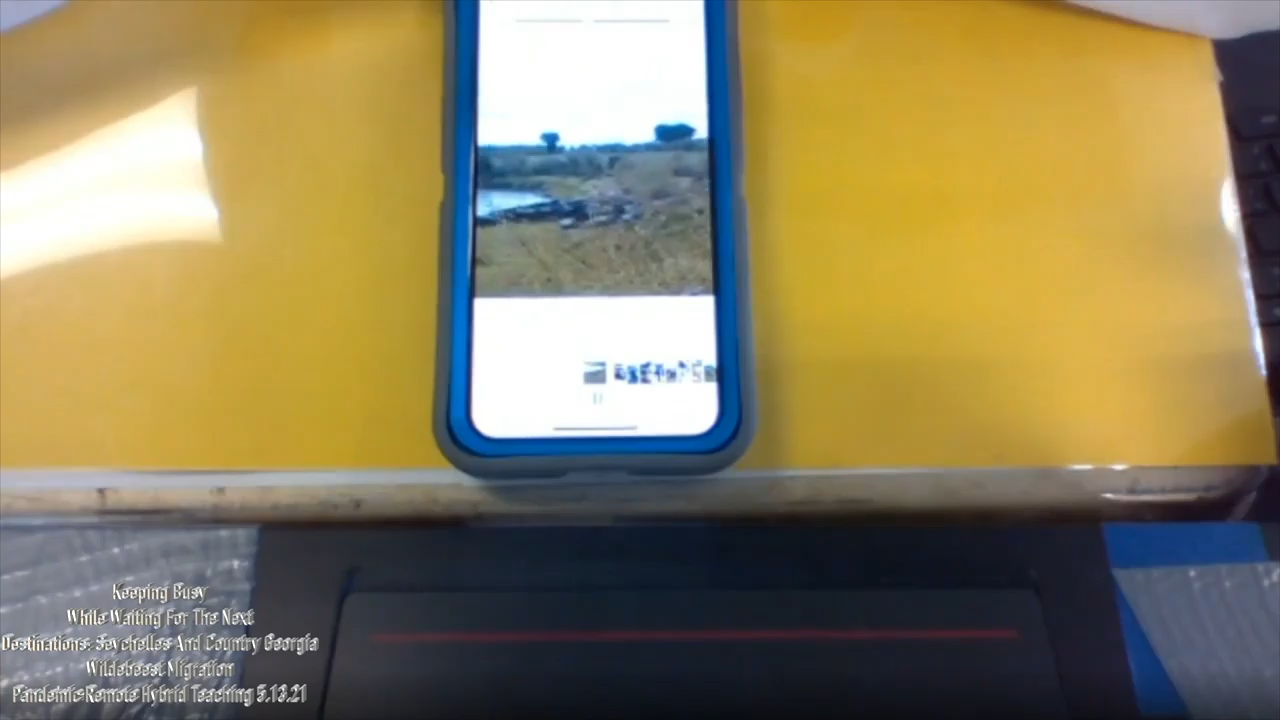 Keeping Busy
While Waiting For The Next
Destinations: Seychelles And Country Georgia
Wildebeest Migration
Pandemic-Remote Hybrid Teaching 5.13.21